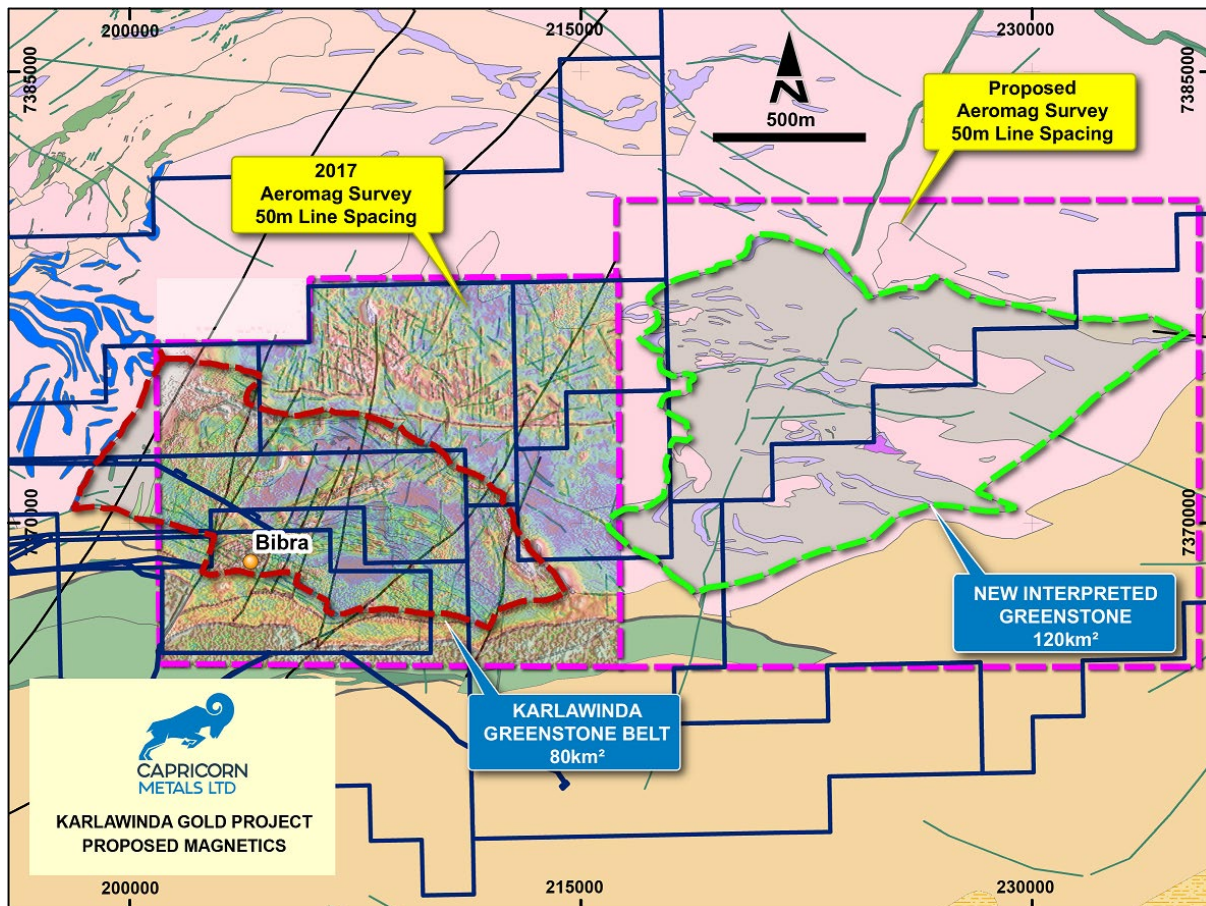 200000
215000
230000
7385000
7385000
N
500m
Proposed
Aeromag Survey
50m Line Spacing
2017
Aeromag Survey
50m Line Spacing
7370000
7370000
Bibra
NEW INTERPRETED
GREENSTONE
120km²
KARLAWINDA
GREENSTONE BELT
80km²
CAPRICORN
METALS LTD
KARLAWINDA GOLD PROJECT
PROPOSED MAGNETICS
200000
215000
230000